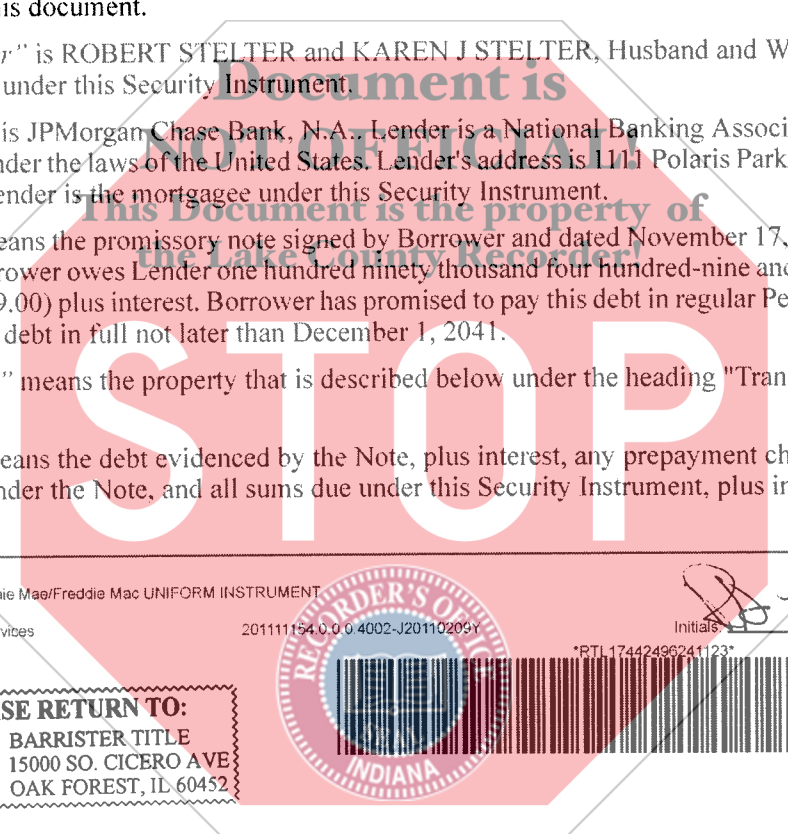 his document.
r" is ROBERT STELTER and KAREN J STELTER, Husband and W
under this Security Instrument.
Document is
is JPMorgan Chase Bank, N.A.. Lender is a National Banking Associ
NOT OFFICIAL!
nder the laws of the United States. Lender's address is 1111 Polaris Park
ender is the mortgagee under this Security Instrument.
This Document is the property of
eans the promissory note signed by Borrower and dated November 17,
the Lake County Recorder!
rower owes Lender one hundred ninety thousand four hundred-nine and
9.00) plus interest. Borrower has promised to pay this debt in regular Pe
debt in full not later than December 1, 2041.
STOP
" means the property that is described below under the heading "Tran
eans the debt evidenced by the Note, plus interest, any prepayment ch
nder the Note, and all sums due under this Security Instrument, plus in
nie Mae/Freddie Mac UNIFORM INSTRUMENT
vices
201111154.0.0.0.4002-J20110209Y
Initials:
*RTL17442496241123*
RECORDER'S OFFICE
SEAL
INDIANA
SE RETURN TO:
BARRISTER TITLE
15000 SO. CICERO AVE
OAK FOREST, IL 60452